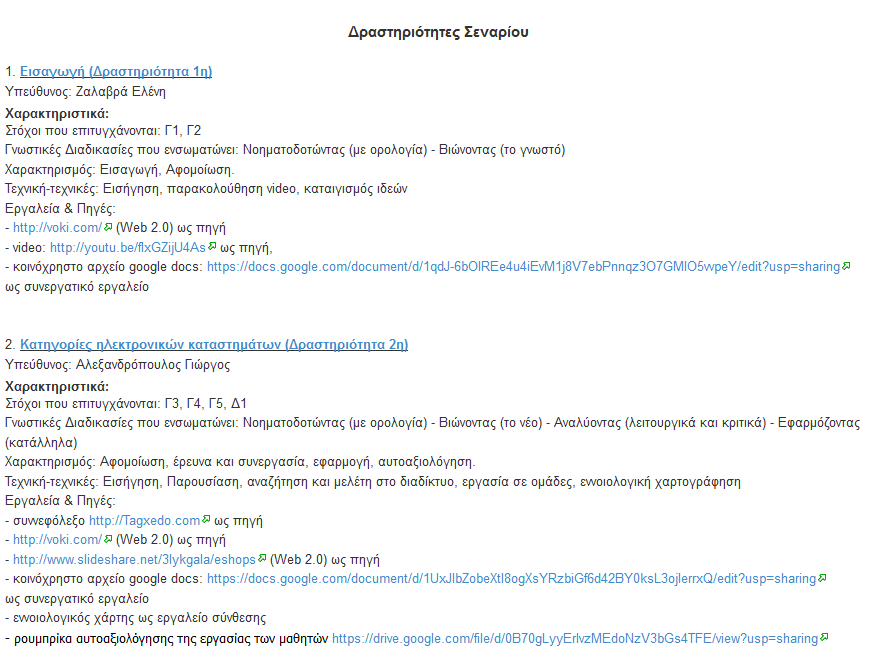 Δραστηριότητες Σεναρίου
1. Εισαγωγή (Δραστηριότητα 1η)
Υπεύθυνος: Ζαλαβρά Ελένη
Χαρακτηριστικά:
Στόχοι που επιτυγχάνονται: Γ1, Γ2
Γνωστικές Διαδικασίες που ενσωματώνει: Νοηματοδοτώντας (με ορολογία) - Βιώνοντας (το γνωστό)
Χαρακτηρισμός: Εισαγωγή, Αφομοίωση.
Τεχνική-τεχνικές: Εισήγηση, παρακολούθηση video, καταιγισμός ιδεών
Εργαλεία & Πηγές:
- http://voki.com/ (Web 2.0) ως πηγή
- video: http://youtu.be/flxGZijU4As ως πηγή,
- κοινόχρηστο αρχείο google docs: https://docs.google.com/document/d/1qdJ-6bOlREe4u4iEvM1j8V7ebPnnqz3O7GMlO5vvpeY/edit?usp=sharing
ως συνεργατικό εργαλείο
2. Κατηγορίες ηλεκτρονικών καταστημάτων (Δραστηριότητα 2η)
Υπεύθυνος: Αλεξανδρόπουλος Γιώργος
Χαρακτηριστικά:
Στόχοι που επιτυγχάνονται: Γ3, Γ4, Γ5, Δ1
Γνωστικές Διαδικασίες που ενσωματώνει: Νοηματοδοτώντας (με ορολογία) - Βιώνοντας (το νέο) - Αναλύοντας (λειτουργικά και κριτικά) - Εφαρμόζοντας
(κατάλληλα)
Χαρακτηρισμός: Αφομοίωση, έρευνα και συνεργασία, εφαρμογή, αυτοαξιολόγηση.
Τεχνική-τεχνικές: Εισήγηση, Παρουσίαση, αναζήτηση και μελέτη στο διαδίκτυο, εργασία σε ομάδες, εννοιολογική χαρτογράφηση
Εργαλεία & Πηγές:
- συννεφόλεξο http://Tagxedo.com ως πηγή
- http://voki.com/ (Web 2.0) ως πηγή
- http://www.slideshare.net/3lykgala/eshops (Web 2.0) ως πηγή
- κοινόχρηστο αρχείο google docs: https://docs.google.com/document/d/1UxJlbZobeXtl8ogXsYRzbiGf6d42BY0ksL3ojlerrxQ/edit?usp=sharing
ως συνεργατικό εργαλείο
- εννοιολογικός χάρτης ως εργαλείο σύνθεσης
- ρουμπρίκα αυτοαξιολόγησης της εργασίας των μαθητών https://drive.google.com/file/d/0B70gLyyErlvzMEdoNzV3bGs4TFE/view?usp=sharing